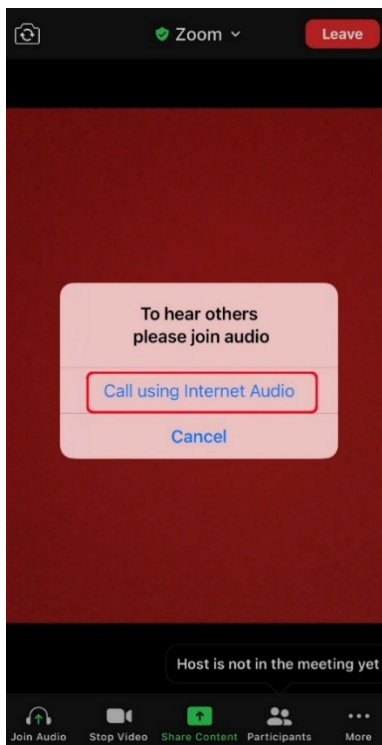 Zoom
Leave
To hear others
please join audio
Call using Internet Audio
Cancel
Host is not in the meeting yet
Join Audio
Stop Video
Share Content
Participants
More